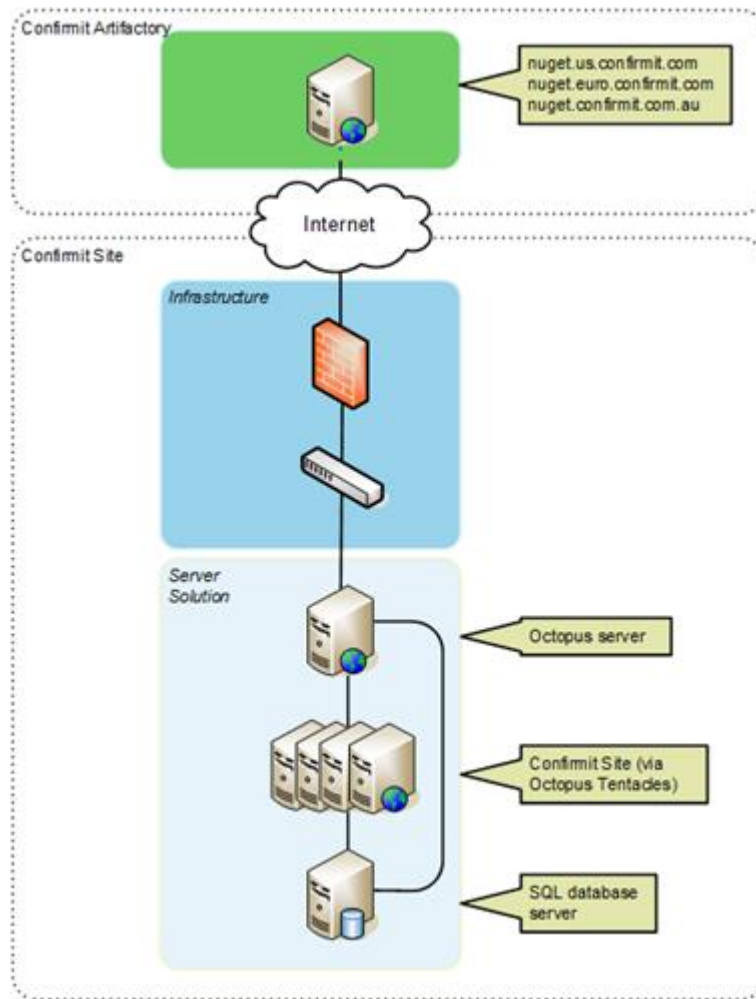 Confirmit Artifactory
nuget.us.confirmit.com
nuget.euro.confirmit.com
nuget.confirmit.com.au
Internet
Confirmit Site
Infrastructure
Server
Solution
Octopus server
Confirmit Site (via
Octopus Tentacles)
SQL database
server